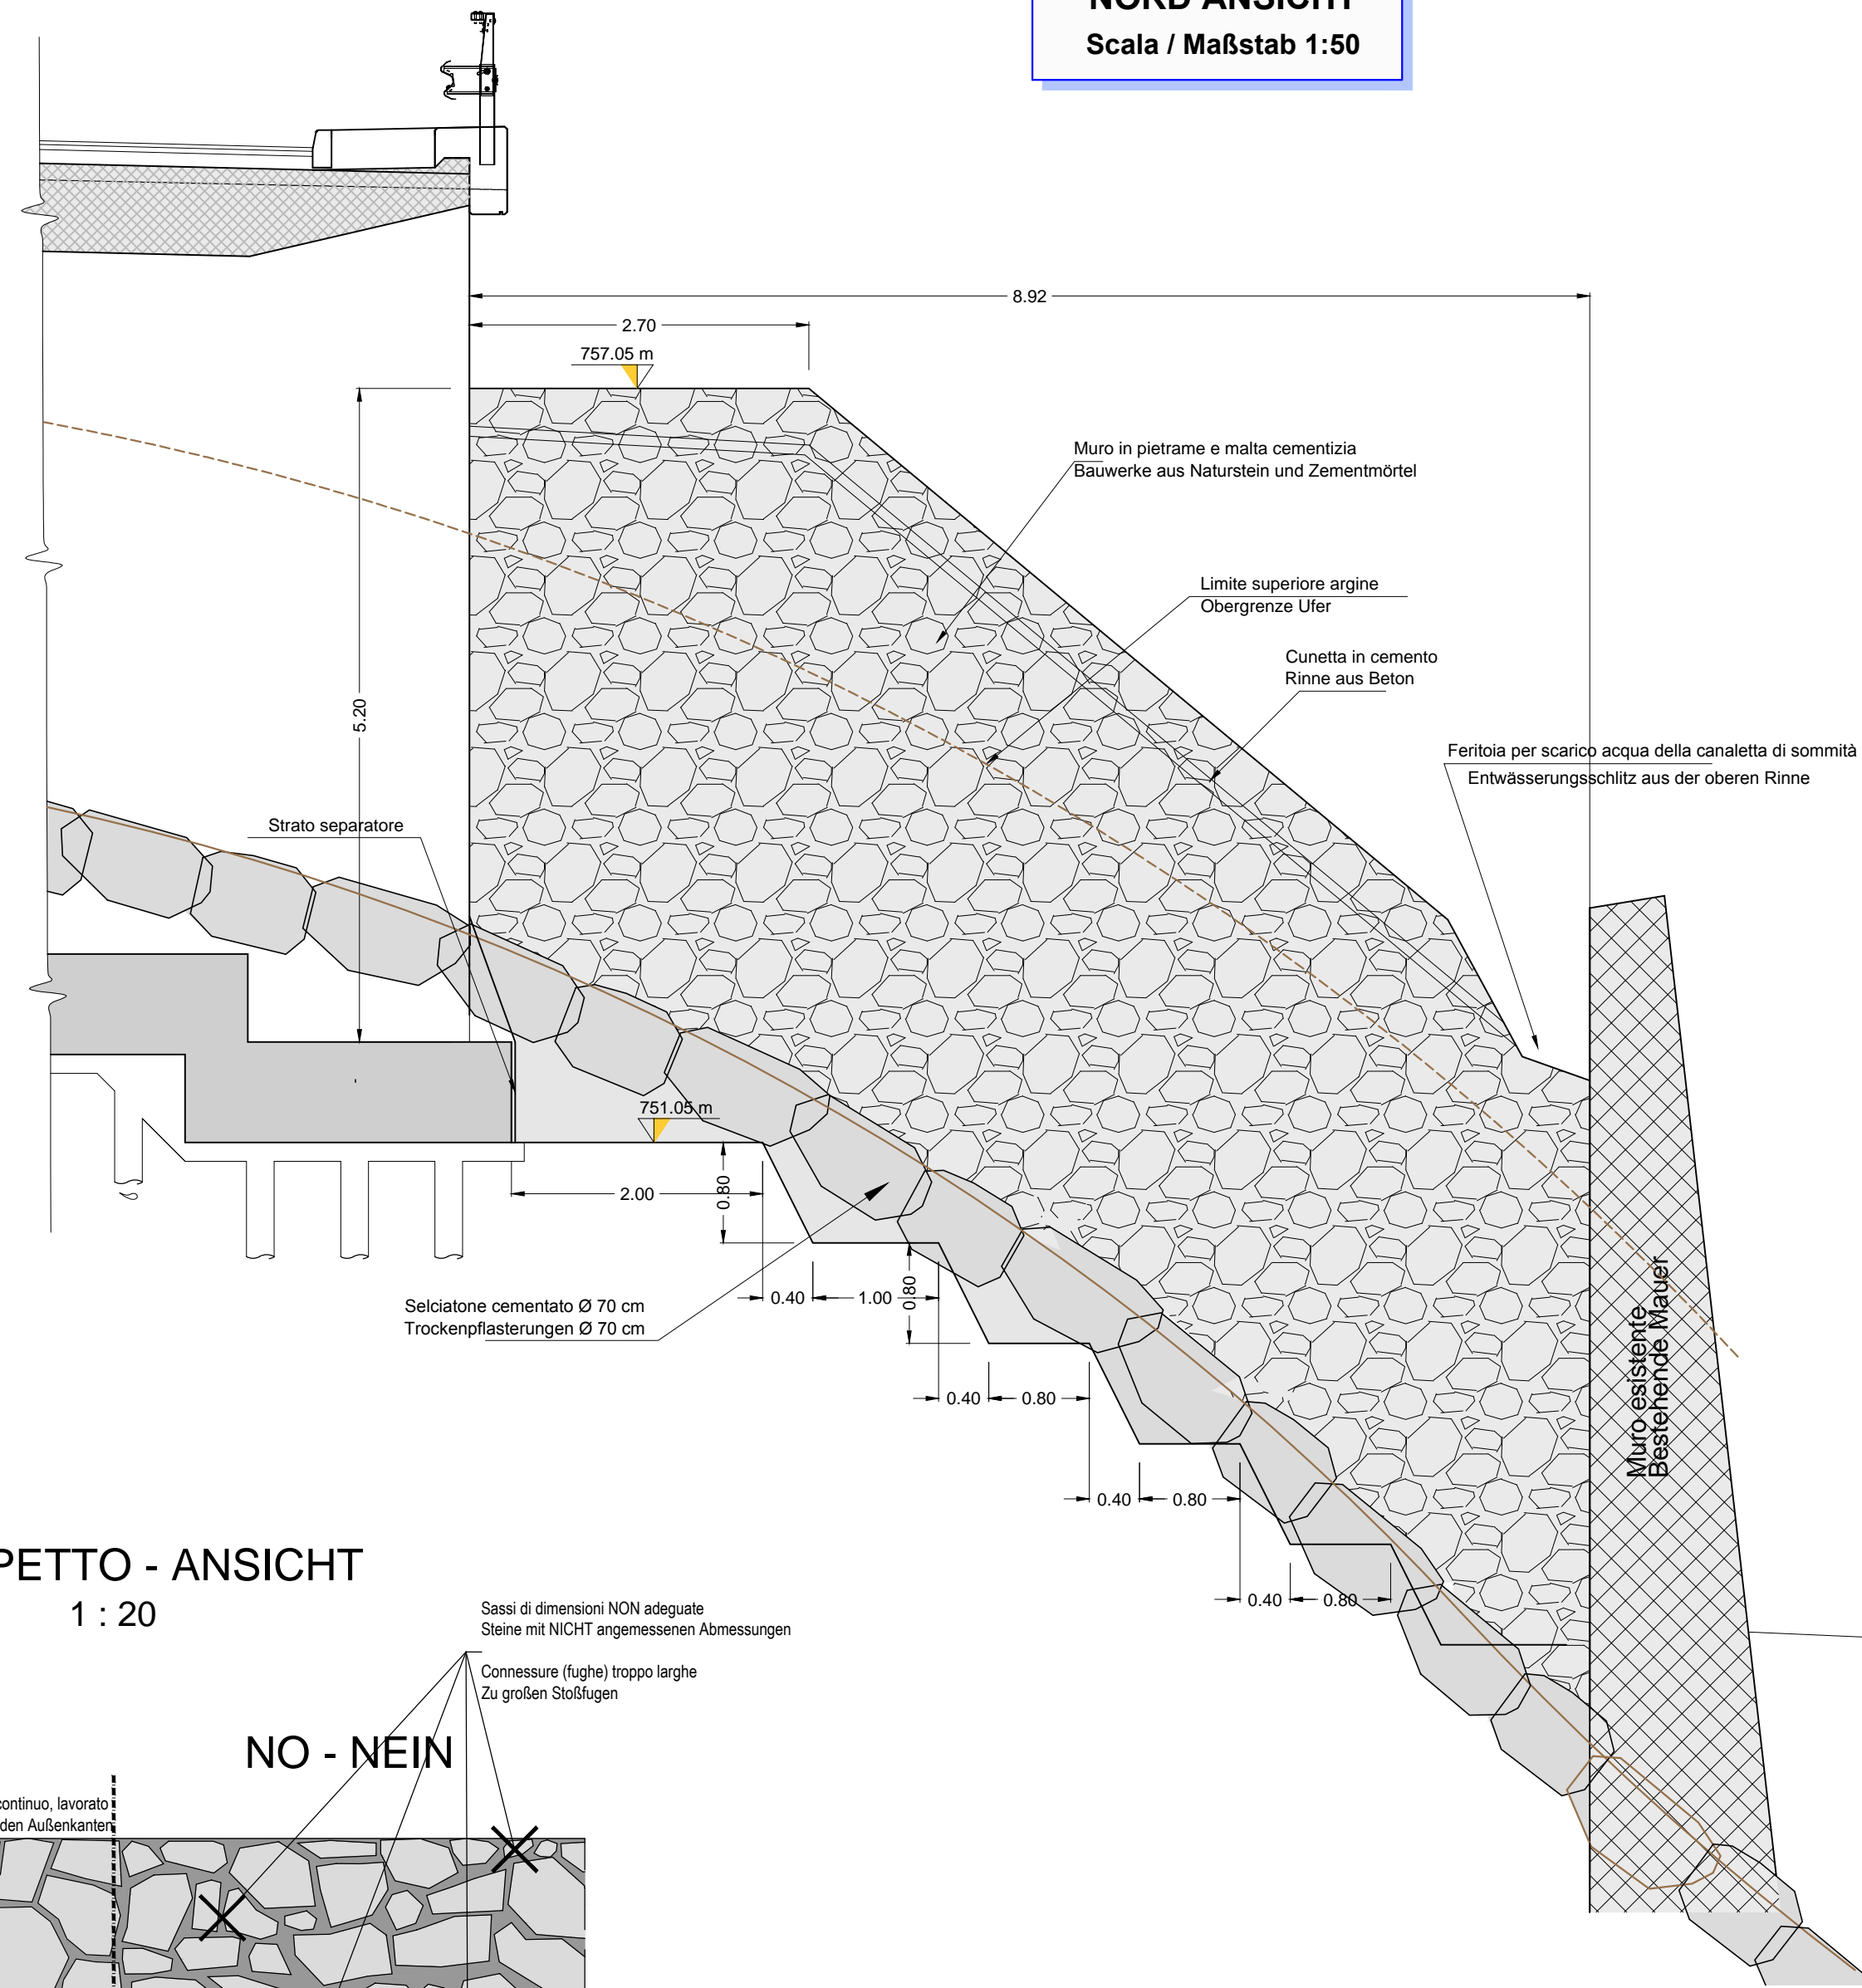 NORD ANSICHT
Scala / Maßstab 1:50
8.92
2.70
757.05 m
Muro in pietrame e malta cementizia
Bauwerke aus Naturstein und Zementmörtel
Limite superiore argine
Obergrenze Ufer
Cunetta in cemento
Rinne aus Beton
5.20
Feritoia per scarico acqua della canaletta di sommità
Entwässerungsschlitz aus der oberen Rinne
Strato separatore
751.05 m
2.00
0.80
Selciatone cementato Ø 70 cm
Trockenpflasterungen Ø 70 cm
0.40
1.00
0.80
0.40
0.80
0.40
0.80
0.40
0.80
Muro esistente
Bestehende Mauer
PETTO - ANSICHT
1 : 20
Sassi di dimensioni NON adeguate
Steine mit NICHT angemessenen Abmessungen
Connessure (fughe) troppo larghe
Zu großen Stoßfugen
NO - NEIN
continuo, lavorato
den Außenkanten